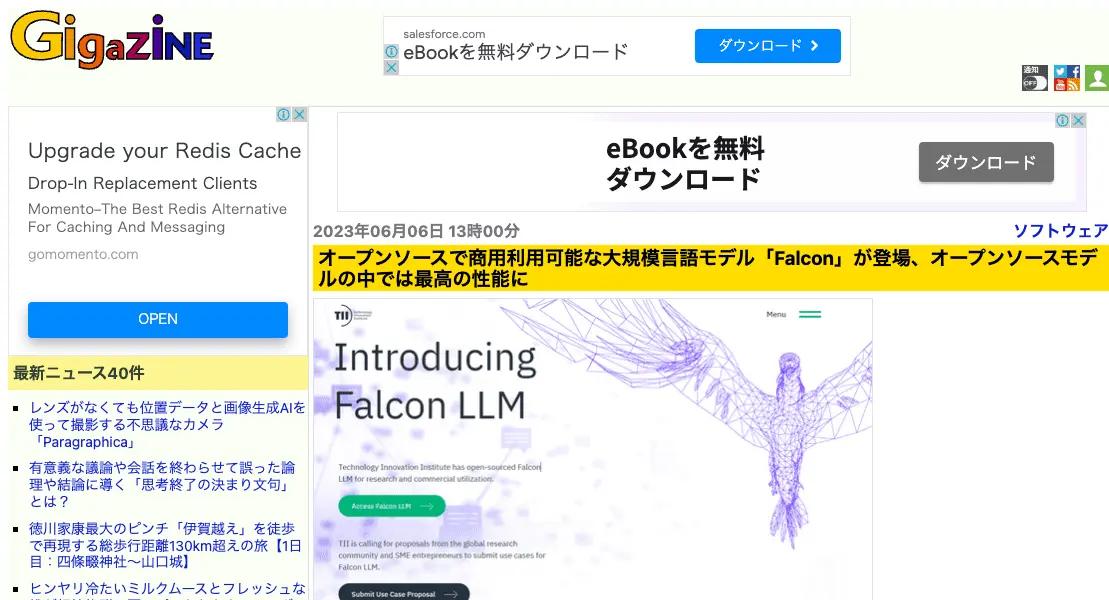 GigaZiNE
salesforce.com
eBookを無料ダウンロード
ダウンロード
通知
OFF
Upgrade your Redis Cache
Drop-In Replacement Clients
Momento–The Best Redis Alternative
For Caching And Messaging
gomomento.com
OPEN
最新ニュース40件
レンズがなくても位置データと画像生成AIを
使って撮影する不思議なカメラ
「Paragraphica」
有意義な議論や会話を終わらせて誤った論
理や結論に導く「思考終了の決まり文句」
とは？
徳川家康最大のピンチ「伊賀越え」を徒歩
で再現する総歩行距離130km超えの旅【1日
目：四條畷神社～山口城】
ヒンヤリ冷たいミルクムースとフレッシュな
eBookを無料
ダウンロード
ダウンロード
2023年06月06日 13時00分
ソフトウェア
オープンソースで商用利用可能な大規模言語モデル「Falcon」が登場、オープンソースモデ
ルの中では最高の性能に
TII
Menu
Introducing
Falcon LLM
Technology Innovation Institute has open-sourced Falcon
LLM for research and commercial utilization.
Access Falcon LLM
TII is calling for proposals from the global research
community and SME entrepreneurs to submit use cases for
Falcon LLM.
Submit Use Case Proposal